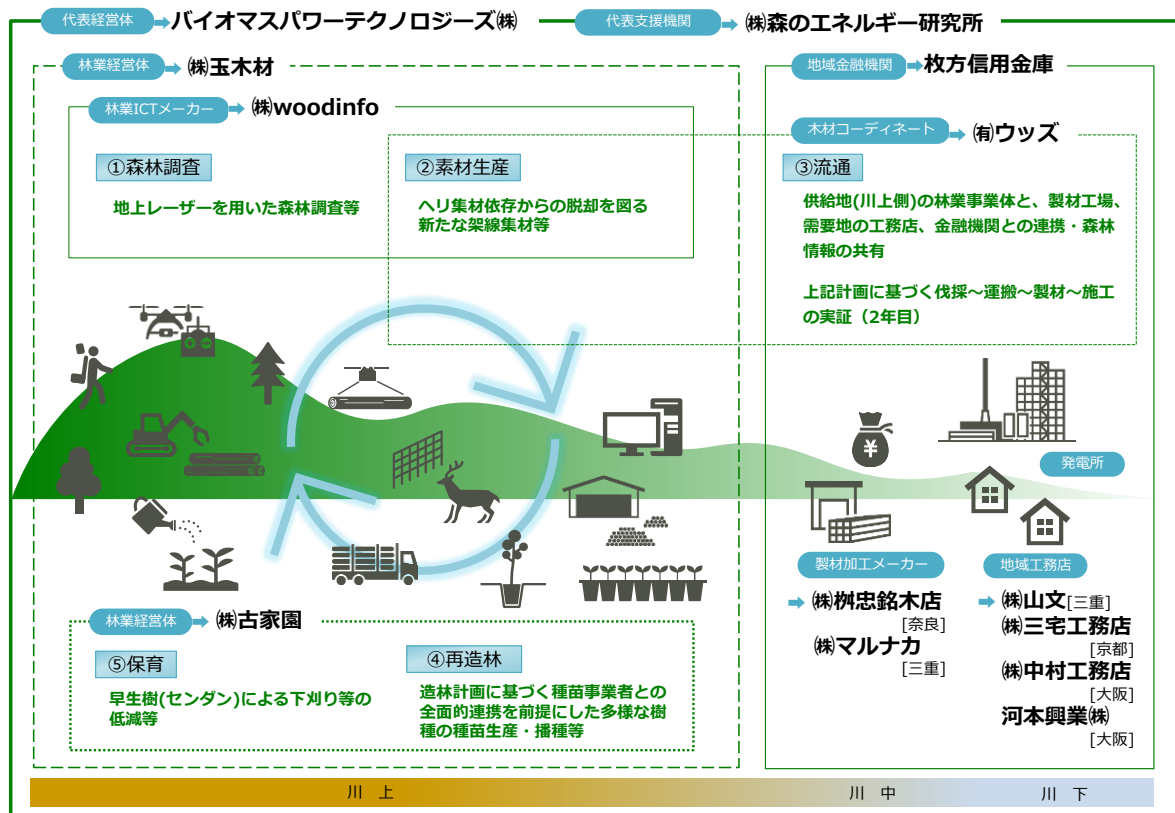 代表経営体 バイオマスパワーテクノロジーズ㈱
代表支援機関 ㈱森のエネルギー研究所
林業経営体 ㈱玉木材
地域金融機関 枚方信用金庫
林業ICTメーカー ㈱woodinfo
木材コーディネート ㈲ウッズ
①森林調査
地上レーザーを用いた森林調査等
②素材生産
ヘリ集材依存からの脱却を図る
新たな架線集材等
③流通
供給地(川上側)の林業事業体と、製材工場、
需要地の工務店、金融機関との連携・森林
情報の共有
上記計画に基づく伐採～運搬～製材～施工
の実証（2年目）
¥
発電所
製材加工メーカー
㈱桝忠銘木店
[奈良]
㈱マルナカ
[三重]
地域工務店
㈱山文[三重]
㈱三宅工務店
[京都]
㈱中村工務店
[大阪]
河本興業㈱
[大阪]
林業経営体 ㈱古家園
⑤保育
早生樹(センダン)による下刈り等の
低減等
④再造林
造林計画に基づく種苗事業者との
全面的連携を前提にした多様な樹
種の種苗生産・播種等
川　上
川　中
川　下